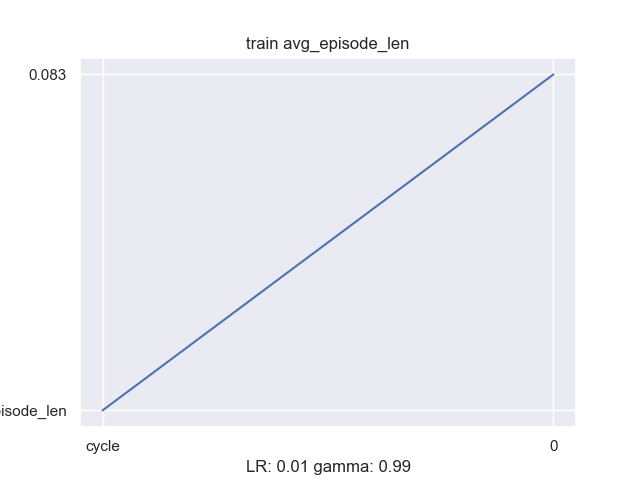 train avg_episode_len
0.083
isode_len
cycle
0
LR: 0.01 gamma: 0.99